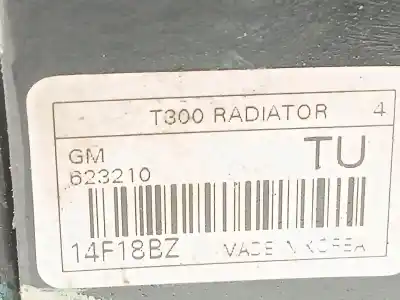 T300 RADIATOR 4
GM
TU
623210
14F18BZ MADE IN KOREA